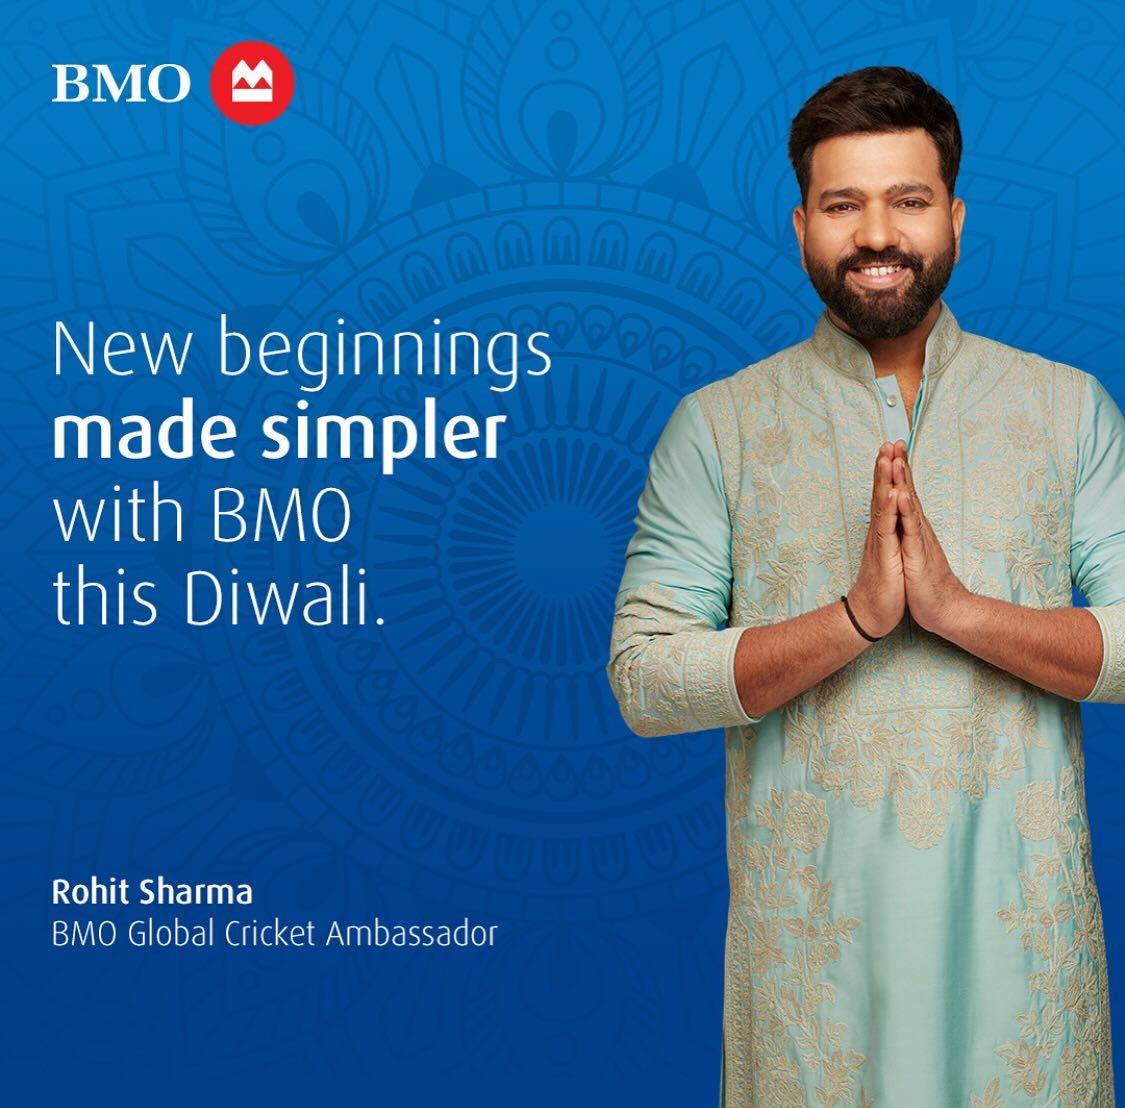 BMO
New beginnings
made simpler
with BMO
this Diwali.
Rohit Sharma
BMO Global Cricket Ambassador